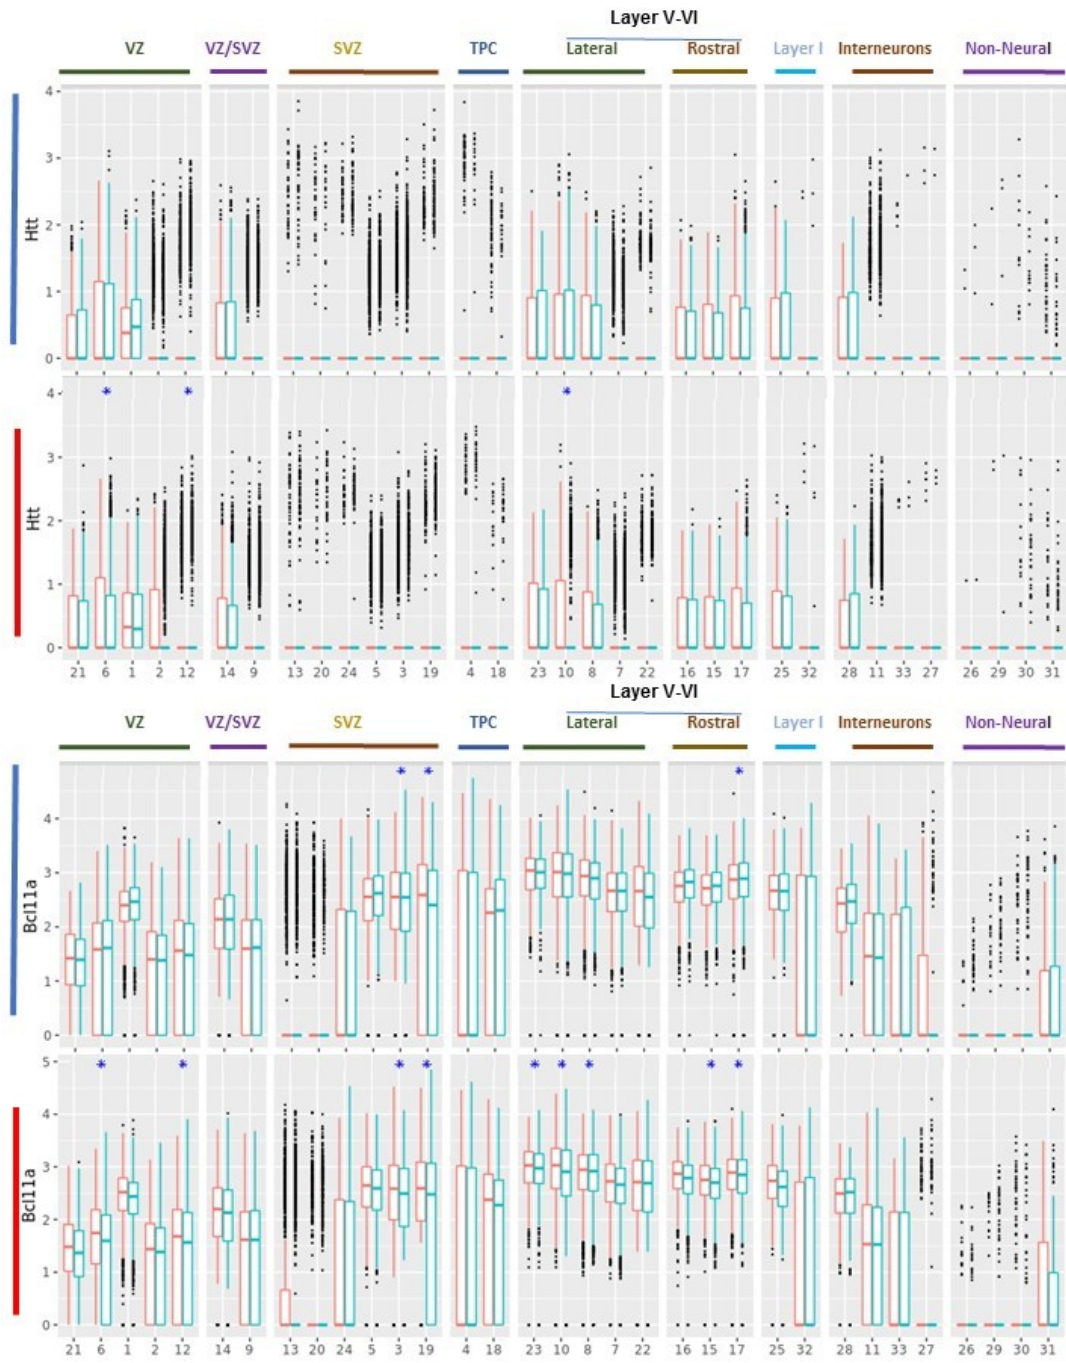 Layer V-VI
VZ VZ/SVZ SVZ TPC Lateral Rostral Layer I Interneurons Non-Neural
4
3
2
1
0
Htt
* * *
4
3
2
1
0
Htt
21 6 1 2 12 14 9 13 20 24 5 3 19 4 18 23 10 8 7 22 16 15 17 25 32 28 11 33 27 26 29 30 31
Layer V-VI
VZ VZ/SVZ SVZ TPC Lateral Rostral Layer I Interneurons Non-Neural
* * *
4
3
2
1
0
Bcl11a
5
* * * * * * * * *
4
3
2
1
0
Bcl11a
21 6 1 2 12 14 9 13 20 24 5 3 19 4 18 23 10 8 7 22 16 15 17 25 32 28 11 33 27 26 29 30 31